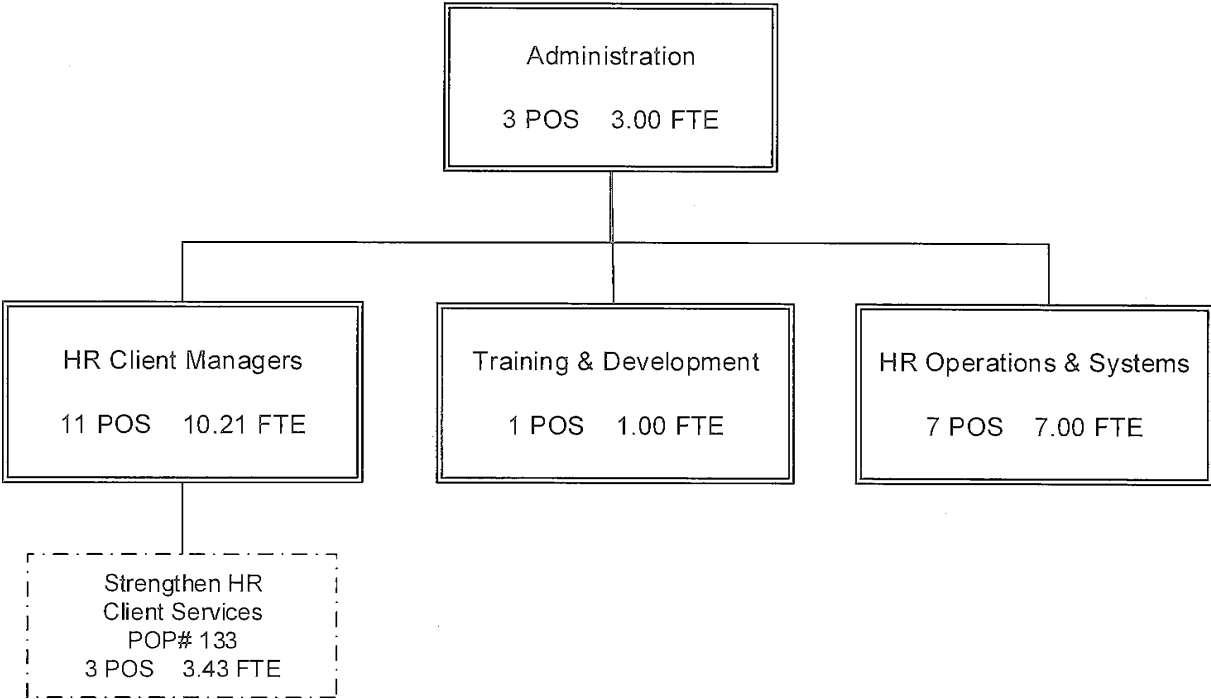 Administration
3 POS 3.00 FTE
HR Client Managers
11 POS 10.21 FTE
Training & Development
1 POS 1.00 FTE
HR Operations & Systems
7 POS 7.00 FTE
Strengthen HR
Client Services
POP# 133
3 POS 3.43 FTE